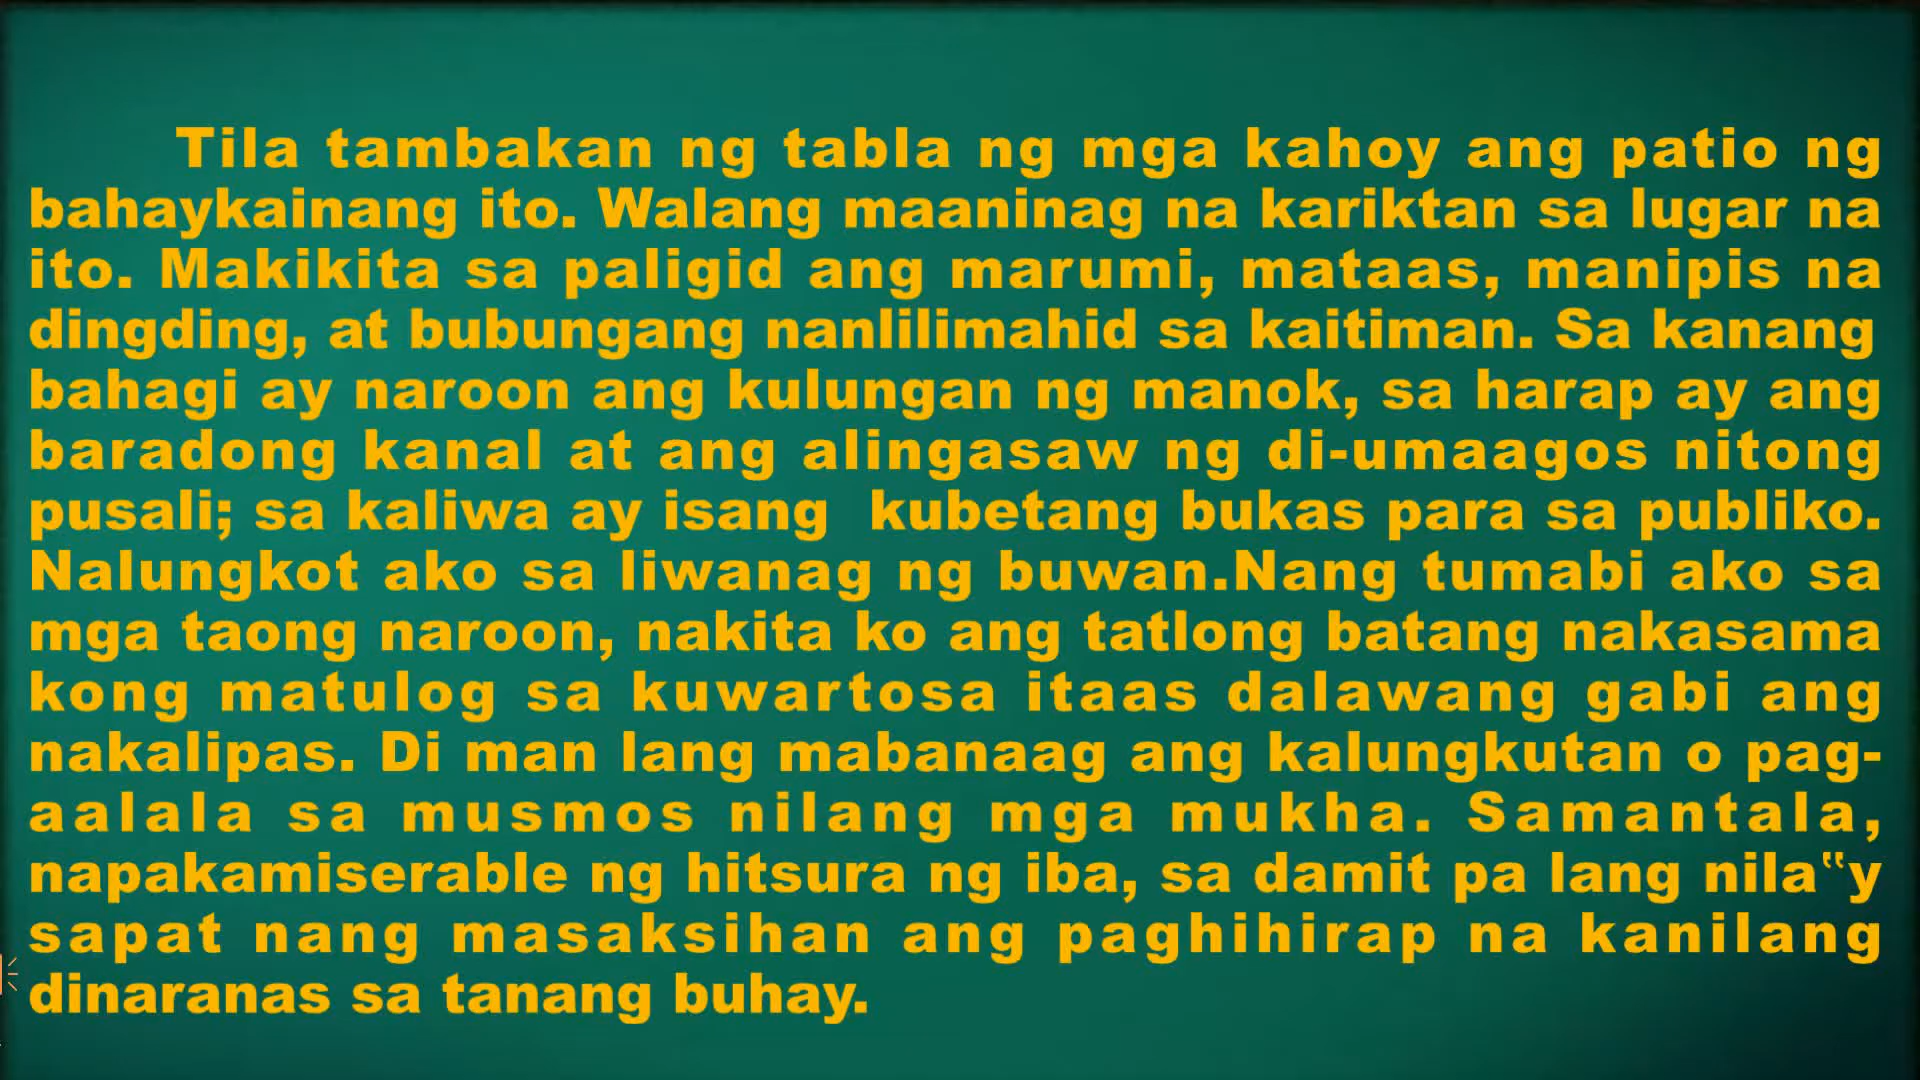 Tila tambakan ng tabla ng mga kahoy ang patio ng
bahaykainang ito. Walang maaninag na kariktan sa lugar na
ito. Makikita sa paligid ang marumi, mataas, manipis na
dingding, at bubungang nanlilimahid sa kaitiman. Sa kanang
bahagi ay naroon ang kulungan ng manok, sa harap ay ang
baradong kanal at ang alingasaw ng di-umaagos nitong
pusali; sa kaliwa ay isang  kubetang bukas para sa publiko.
Nalungkot ako sa liwanag ng buwan.Nang tumabi ako sa
mga taong naroon, nakita ko ang tatlong batang nakasama
kong matulog sa kuwartosa itaas dalawang gabi ang
nakalipas. Di man lang mabanaag ang kalungkutan o pag-
aalala sa musmos nilang mga mukha. Samantala,
napakamiserable ng hitsura ng iba, sa damit pa lang nila‟y
sapat nang masaksihan ang paghihirap na kanilang
dinaranas sa tanang buhay.